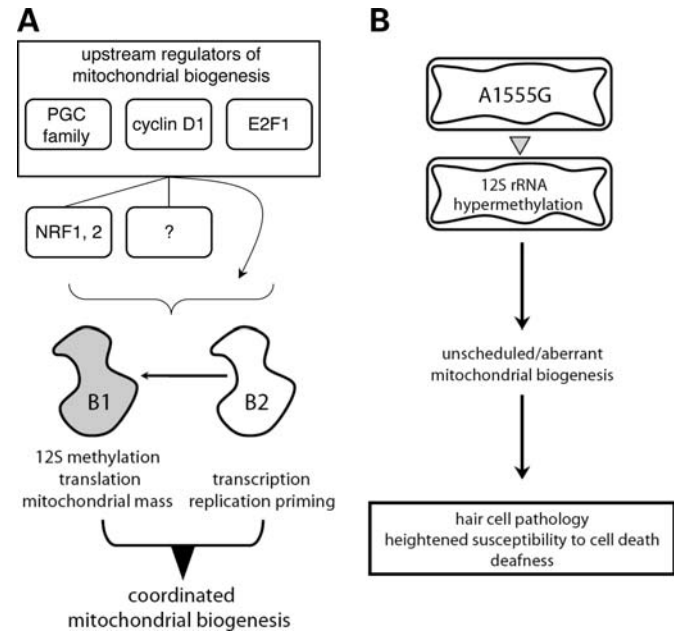 A
upstream regulators of
mitochondrial biogenesis
PGC
family
cyclin D1
E2F1
NRF1, 2
?
B1
B2
12S methylation
translation
mitochondrial mass
transcription
replication priming
coordinated
mitochondrial biogenesis
B
A1555G
12S rRNA
hypermethylation
unscheduled/aberrant
mitochondrial biogenesis
hair cell pathology
heightened susceptibility to cell death
deafness